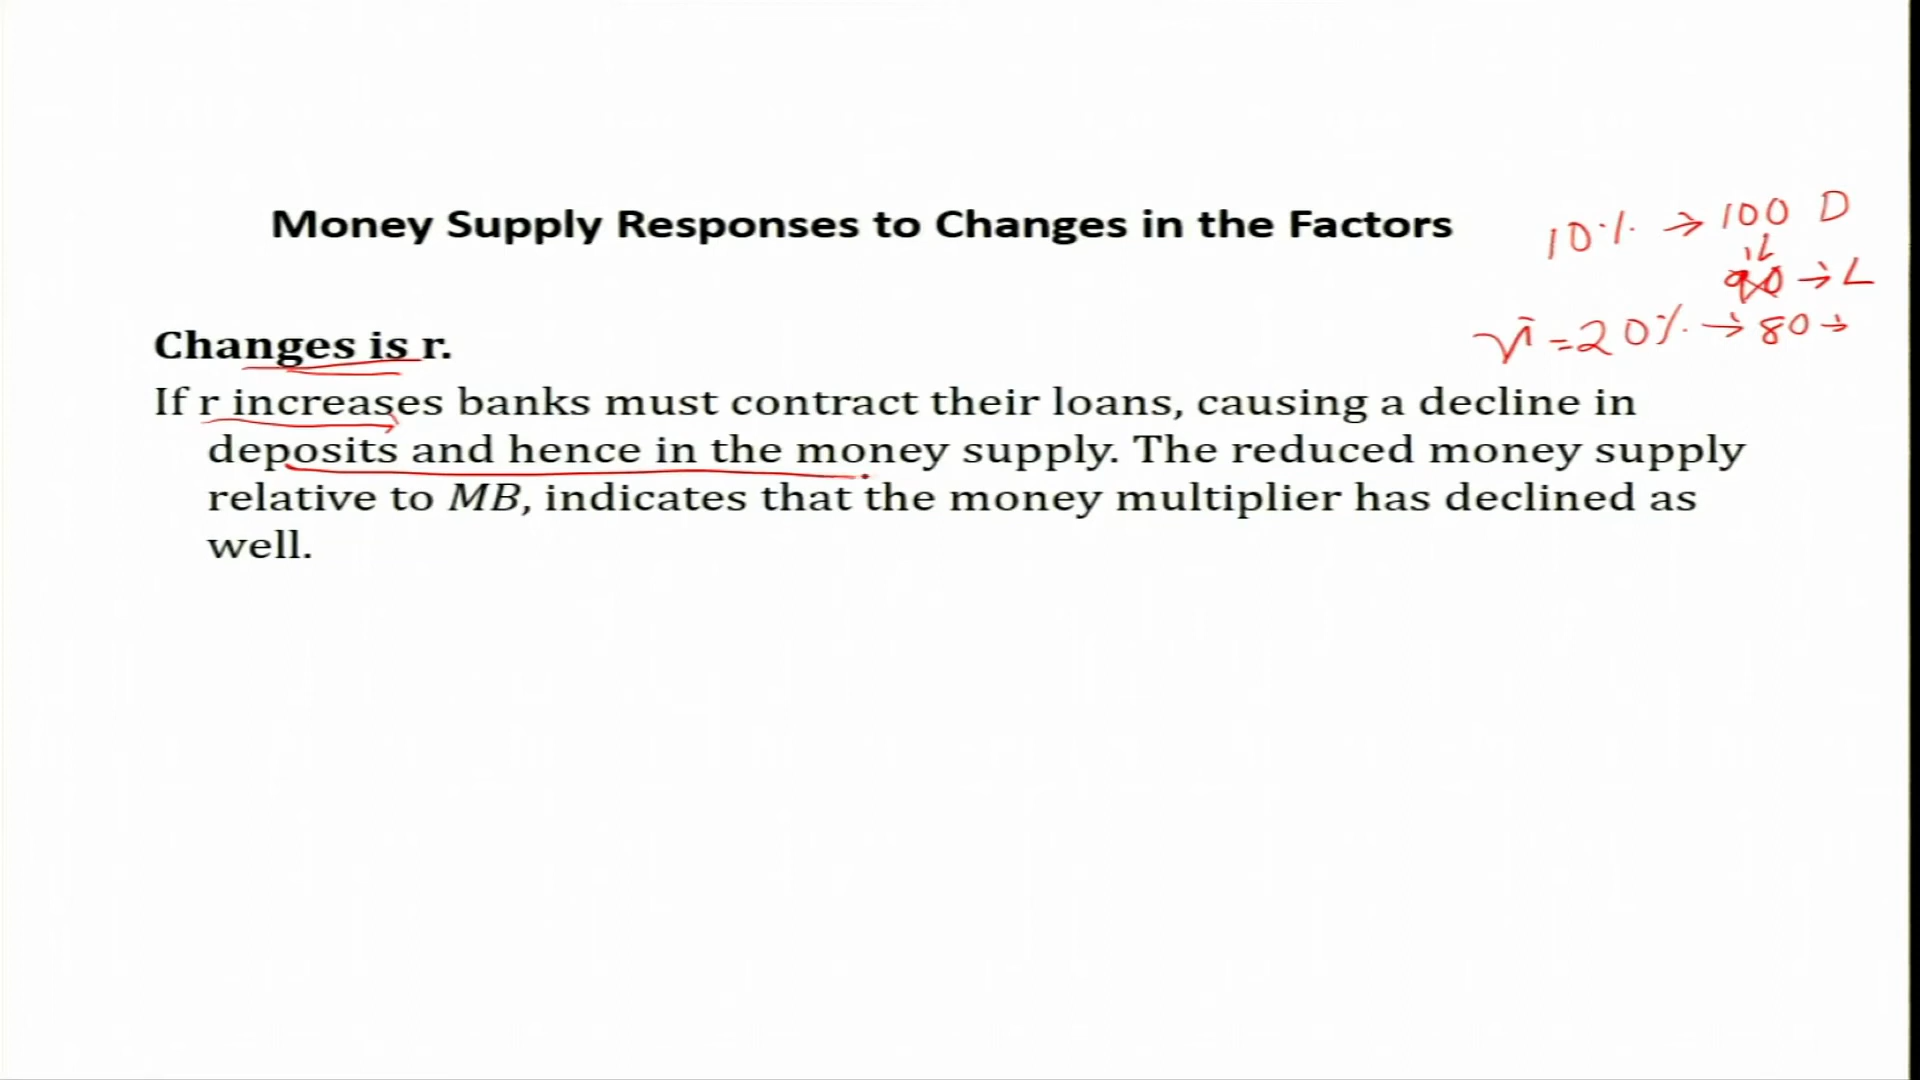 Money Supply Responses to Changes in the Factors
10% → 100 D
90 → L
= 20% → 80 →
Changes is r.
If r increases banks must contract their loans, causing a decline in
deposits and hence in the money supply. The reduced money supply
relative to MB, indicates that the money multiplier has declined as
well.